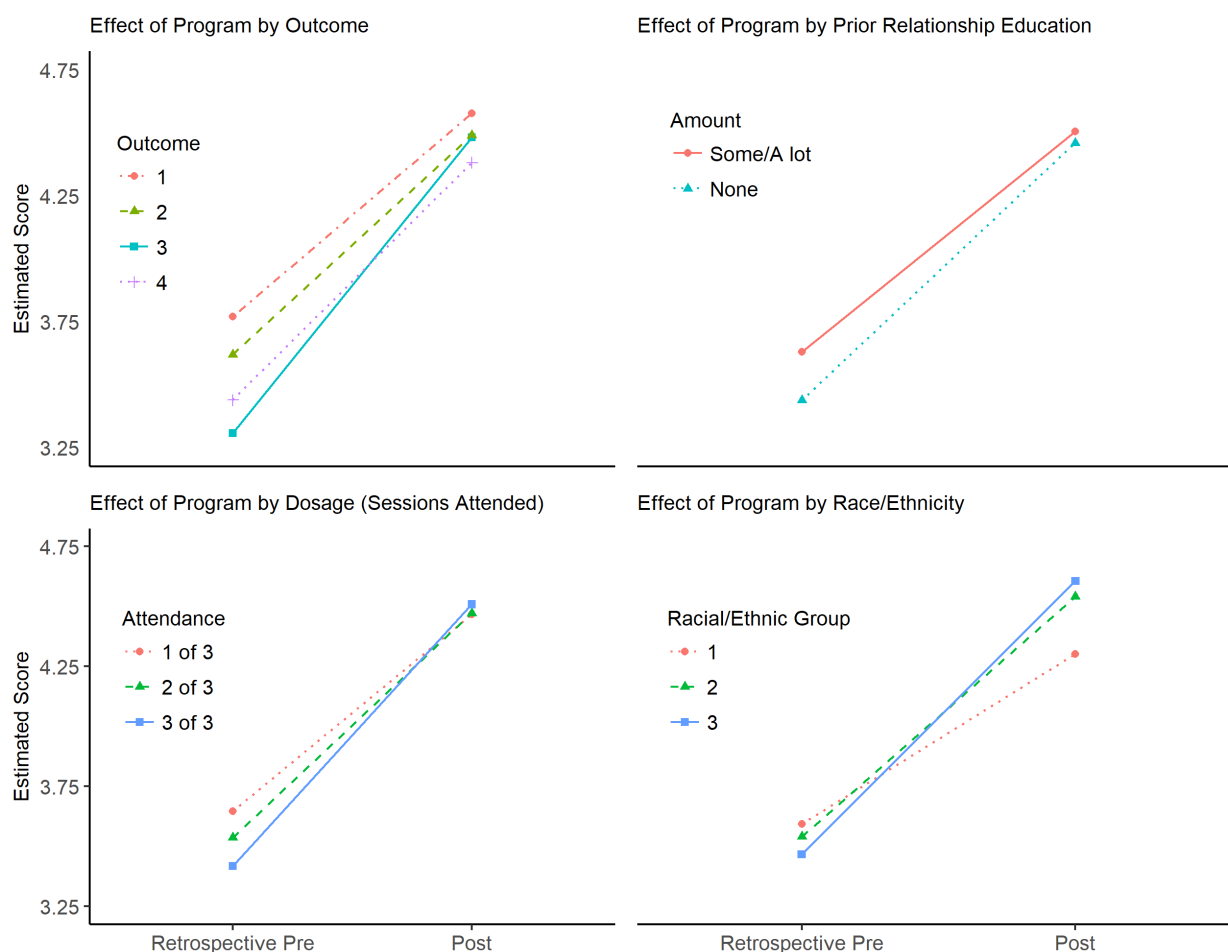 Effect of Program by Outcome
Effect of Program by Prior Relationship Education
4.75
4.25
3.75
3.25
Estimated Score
Outcome
1
2
3
4
Amount
Some/A lot
None
Effect of Program by Dosage (Sessions Attended)
Effect of Program by Race/Ethnicity
4.75
4.25
3.75
3.25
Estimated Score
Attendance
1 of 3
2 of 3
3 of 3
Racial/Ethnic Group
1
2
3
Retrospective Pre
Post
Retrospective Pre
Post